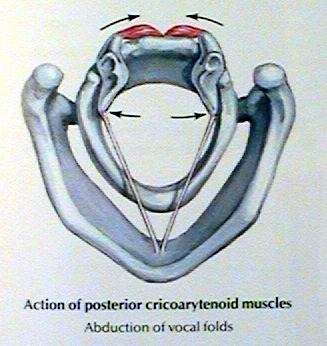 Action of posterior cricoarytenoid muscles
Abduction of vocal folds